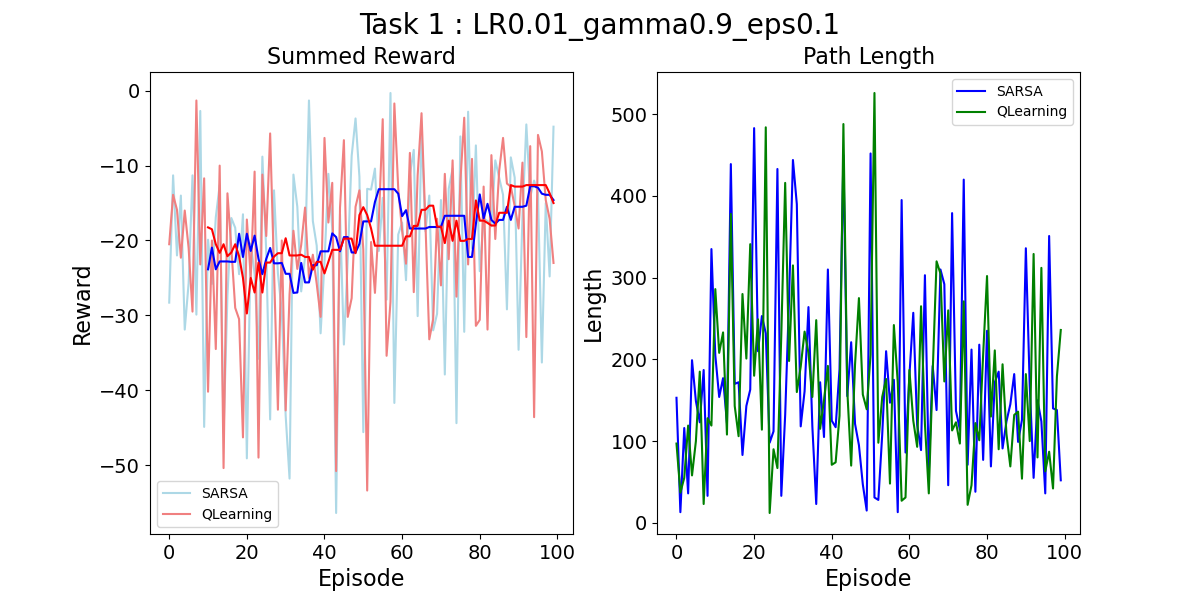 Task 1 : LR0.01_gamma0.9_eps0.1
Summed Reward
0
−10
−20
−30
−40
−50
Reward
SARSA
QLearning
0 20 40 60 80 100
Episode
Path Length
500
400
300
200
100
0
Length
SARSA
QLearning
0 20 40 60 80 100
Episode